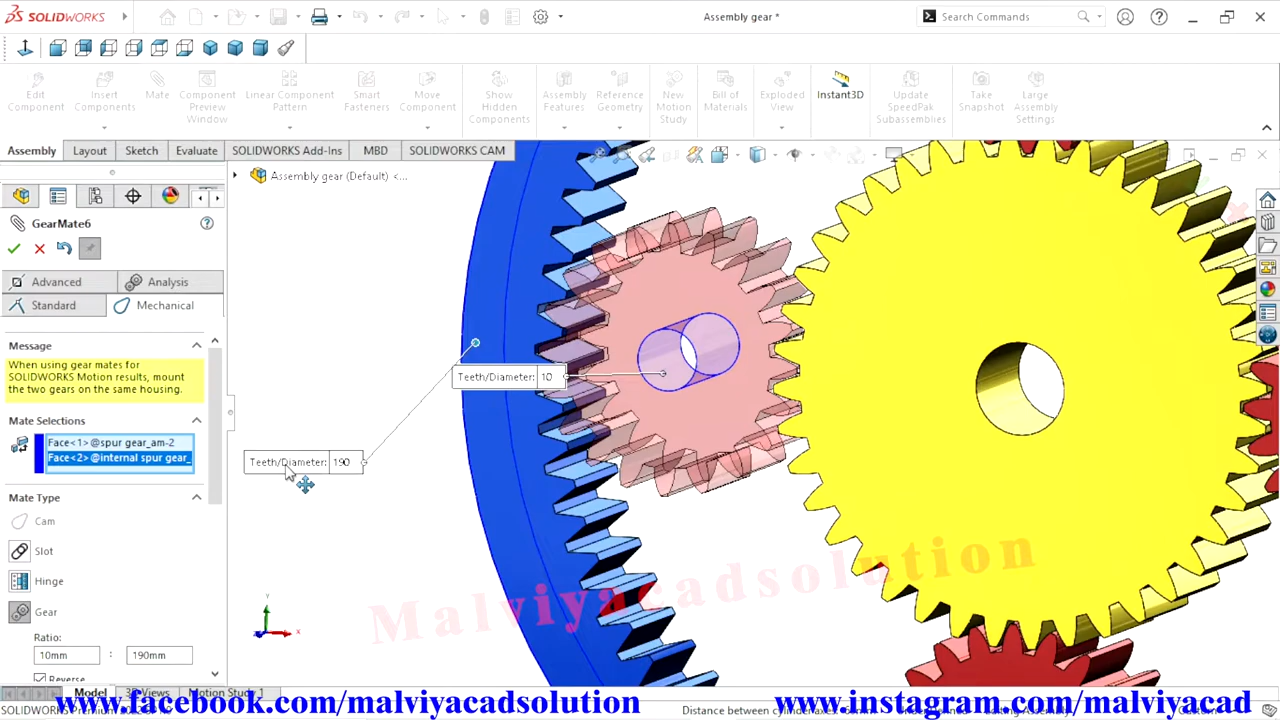 SOLIDWORKS
Assembly gear *
Search Commands
Edit Component
Insert Components
Mate
Component Preview Window
Linear Component Pattern
Smart Fasteners
Move Component
Show Hidden Components
Assembly Features
Reference Geometry
New Motion Study
Bill of Materials
Exploded View
Instant3D
Update SpeedPak Subassemblies
Take Snapshot
Large Assembly Settings
Assembly
Layout
Sketch
Evaluate
SOLIDWORKS Add-Ins
MBD
SOLIDWORKS CAM
Assembly gear (Default) <...
GearMate6
Advanced
Analysis
Standard
Mechanical
Message
When using gear mates for
SOLIDWORKS Motion results, mount
the two gears on the same housing.
Mate Selections
Face<1>@spur gear_am-2
Face<2>@internal spur gear_
Teeth/Diameter: 10
Teeth/Diameter: 190
Mate Type
Cam
Slot
Hinge
Gear
Ratio:
10mm : 190mm
Reverse
Malviyacadsolution
Model
Motion Study 1
www.facebook.com/malviyacadsolution
www.instagram.com/malviyacad